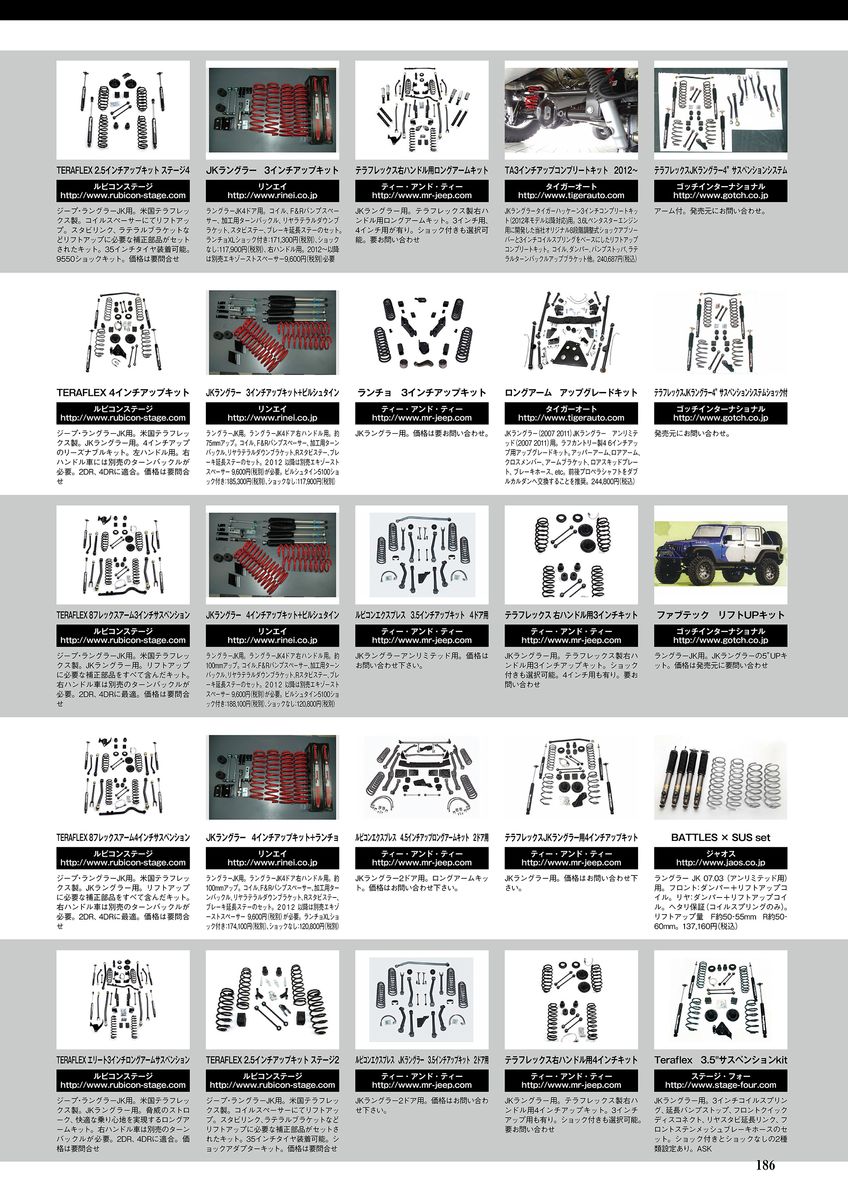 TERAFLEX 2.5インチアップキット ステージ4
ルビコンステージ
http://www.rubicon-stage.com
ジープ・ラングラーJK用。米国テラフレッ
クス製。コイルスペーサーにてリフトアッ
プ。スタビリンク、ラテラルブラケットな
どリフトアップに必要な補正部品がセット
されたキット。35インチタイヤ装着可能。
9550ショックキット。価格は要問合せ
JKラングラー　3インチアップキット
リンエイ
http://www.rinei.co.jp
ラングラーJK4ドア用。コイル、F&Rバンプスペー
サー、加工用ターンバックル、リヤラテラルダウンブ
ラケット、スタビステー、ブレーキ延長ステーのセット。
ランチョXLショック付き:171,300円(税別)、ショック
なし:117,900円(税別)、右ハンドル用。2012～以降
は別売エキゾーストスペーサー9,600円(税別)必要
テラフレックス右ハンドル用ロングアームキット
ティー・アンド・ティー
http://www.mr-jeep.com
JKラングラー用。テラフレックス製右ハ
ンドル用ロングアームキット。3インチ用、
4インチ用が有り。ショック付きも選択可
能。要お問い合わせ
TA3インチアップコンプリートキット　2012～
タイガーオート
http://www.tigerauto.com
JKラングラータイガーパッケージ3インチコンプリートキッ
ト(2012年モデル以降対応)用。3.6Lペンタスターエンジン
用に開発した当社オリジナル8段階調整式ショックアブソー
バーと3インチコイルスプリングをベースにしたリフトアップ
コンプリートキット。コイル、ダンパー、バンプストッパ、ラテ
ラルターンバックルアップブラケット他。240,687円(税込)
テラフレックスJKラングラー4" サスペンションシステム
ゴッチインターナショナル
http://www.gotch.co.jp
アーム付。発売元にお問い合わせ。
TERAFLEX 4インチアップキット
ルビコンステージ
http://www.rubicon-stage.com
ジープ・ラングラーJK用。米国テラフレッ
クス製。JKラングラー用。4インチアップ
のリーズナブルキット。左ハンドル用。右
ハンドル車には別売のターンバックルが
必要。2DR、4DRに適合。価格は要問合
せ
JKラングラー　3インチアップキット+ビルシュタイン
リンエイ
http://www.rinei.co.jp
ラングラーJK用。ラングラーJK4ドア右ハンドル用。約
75mmアップ。コイル、F&Rバンプスペーサー、加工用ターン
バックル、リヤラテラルダウンブラケット、Rスタビステー、ブレ
ーキ延長ステーのセット。2012 以降は別売エキゾースト
スペーサー 9,600円(税別)が必要。ビルシュタイン5100ショ
ック付き:185,300円(税別)、ショックなし:117,900円(税別)
ランチョ　3インチアップキット
ティー・アンド・ティー
http://www.mr-jeep.com
JKラングラー用。価格は要お問い合わせ。
ロングアーム　アップグレードキット
タイガーオート
http://www.tigerauto.com
JKラングラー(2007 2011)JKラングラー　アンリミテ
ッド(2007 2011)用。ラフカントリー製4 6インチアッ
プ用アップグレードキット。アッパーアーム、ロアアーム、
クロスメンバー、アームブラケット、ロアスキッドプレー
ト、ブレーキホース、etc。前後プロペラシャフトをダブ
ルカルダンへ交換することを推奨。244,800円(税込)
テラフレックスJKラングラー4" サスペンションシステムショック付
ゴッチインターナショナル
http://www.gotch.co.jp
発売元にお問い合わせ。
TERAFLEX 8フレックスアーム3インチサスペンション
ルビコンステージ
http://www.rubicon-stage.com
ジープ・ラングラーJK用。米国テラフレッ
クス製。JKラングラー用。リフトアップ
に必要な補正部品をすべて含んだキット。
右ハンドル車は別売のターンバックルが
必要。2DR、4DRに最適。価格は要問合
せ
JKラングラー　4インチアップキット+ビルシュタイン
リンエイ
http://www.rinei.co.jp
ラングラーJK用。ラングラーJK4ドア右ハンドル用。約
100mmアップ。コイル、F&Rバンプスペーサー、加工用ターン
バックル、リヤラテラルダウンブラケット、Rスタビステー、ブレ
ーキ延長ステーのセット。2012 以降は別売エキゾースト
スペーサー 9,600円(税別)が必要。ビルシュタイン5100ショ
ック付き:188,100円(税別)、ショックなし:120,800円(税別)
ルビコンエクスプレス　3.5インチアップキット　4ドア用
ティー・アンド・ティー
http://www.mr-jeep.com
JKラングラーアンリミテッド用。価格は
お問い合わせ下さい。
テラフレックス 右ハンドル用3インチキット
ティー・アンド・ティー
http://www.mr-jeep.com
JKラングラー用。テラフレックス製右ハ
ンドル用3インチアップキット。ショック
付きも選択可能。4インチ用も有り。要お
問い合わせ
ファブテック　リフトUPキット
ゴッチインターナショナル
http://www.gotch.co.jp
ラングラーJK用。JKラングラーの5"UPキ
ット。価格は発売元に要問い合わせ
TERAFLEX 8フレックスアーム4インチサスペンション
ルビコンステージ
http://www.rubicon-stage.com
ジープ・ラングラーJK用。米国テラフレッ
クス製。JKラングラー用。リフトアップ
に必要な補正部品をすべて含んだキット。
右ハンドル車は別売のターンバックルが
必要。2DR、4DRに最適。価格は要問合
せ
JKラングラー　4インチアップキット+ランチョ
リンエイ
http://www.rinei.co.jp
ラングラーJK用。ラングラーJK4ドア右ハンドル用。約
100mmアップ。コイル、F&Rバンプスペーサー、加工用ター
ンバックル、リヤラテラルダウンブラケット、Rスタビステー、
ブレーキ延長ステーのセット。2012 以降は別売エキゾ
ーストスペーサー 9,600円(税別)が必要。ランチョXLショ
ック付き:174,100円(税別)、ショックなし:120,800円(税別)
ルビコンエクスプレス　4.5インチアップロングアームキット　2ドア用
ティー・アンド・ティー
http://www.mr-jeep.com
JKラングラー2ドア用。ロングアームキッ
ト。価格はお問い合わせ下さい。
テラフレックスJKラングラー用4インチアップキット
ティー・アンド・ティー
http://www.mr-jeep.com
JKラングラー用。価格はお問い合わせ下
さい。
BATTLES × SUS set
ジャオス
http://www.jaos.co.jp
ラングラー JK 07.03 (アンリミテッド用)
用。フロント:ダンパー＋リフトアップコ
イル。リヤ:ダンパー＋リフトアップコイ
ル。ヘタリ保証(コイルスプリングのみ)。
リフトアップ量　F約50-55mm　R約50-
60mm。137,160円(税込)
TERAFLEX エリート3インチロングアームサスペンション
ルビコンステージ
http://www.rubicon-stage.com
ジープ・ラングラーJK用。米国テラフレッ
クス製。JKラングラー用。脅威のストロ
ーク、快適な乗り心地を実現するロングア
ームキット。右ハンドル車は別売のターン
バックルが必要。2DR、4DRに適合。価
格は要問合せ
TERAFLEX 2.5インチアップキット ステージ2
ルビコンステージ
http://www.rubicon-stage.com
ジープ・ラングラーJK用。米国テラフレッ
クス製。コイルスペーサーにてリフトアッ
プ。スタビリンク、ラテラルブラケットなど
リフトアップに必要な補正部品がセットさ
れたキット。35インチタイヤ装着可能。シ
ョックアダプターキット。価格は要問合せ
ルビコンエクスプレス　JKラングラー　3.5インチアップキット　2ドア用
ティー・アンド・ティー
http://www.mr-jeep.com
JKラングラー2ドア用。価格はお問い合わ
せ下さい。
テラフレックス右ハンドル用4インチキット
ティー・アンド・ティー
http://www.mr-jeep.com
JKラングラー用。テラフレックス製右ハ
ンドル用4インチアップキット。3インチ
アップ用も有り。ショック付きも選択可能。
要お問い合わせ
Teraflex　3.5"サスペンションkit
ステージ・フォー
http://www.stage-four.com
JKラングラー用。3インチコイルスプリン
グ、延長バンプストップ、フロントクイック
ディスコネクト、リヤスタビ延長リンク、フ
ロントステンメッシュブレーキホースのセ
ット。ショック付きとショックなしの2種
類設定あり。ASK
186